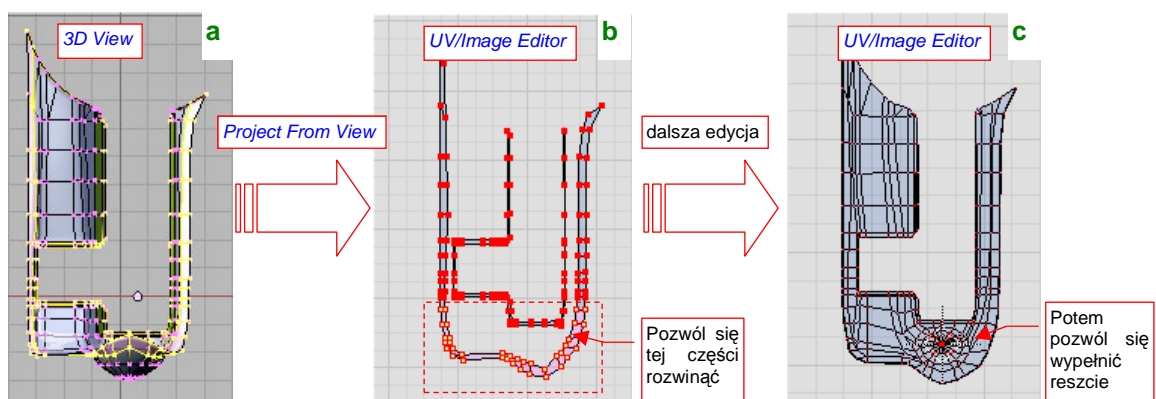 3D View
a
UV/Image Editor
b
UV/Image Editor
c
Project From View
dalsza edycja
Pozwól się
tej części
rozwinąć
Potem
pozwól się
wypełnić
reszcie